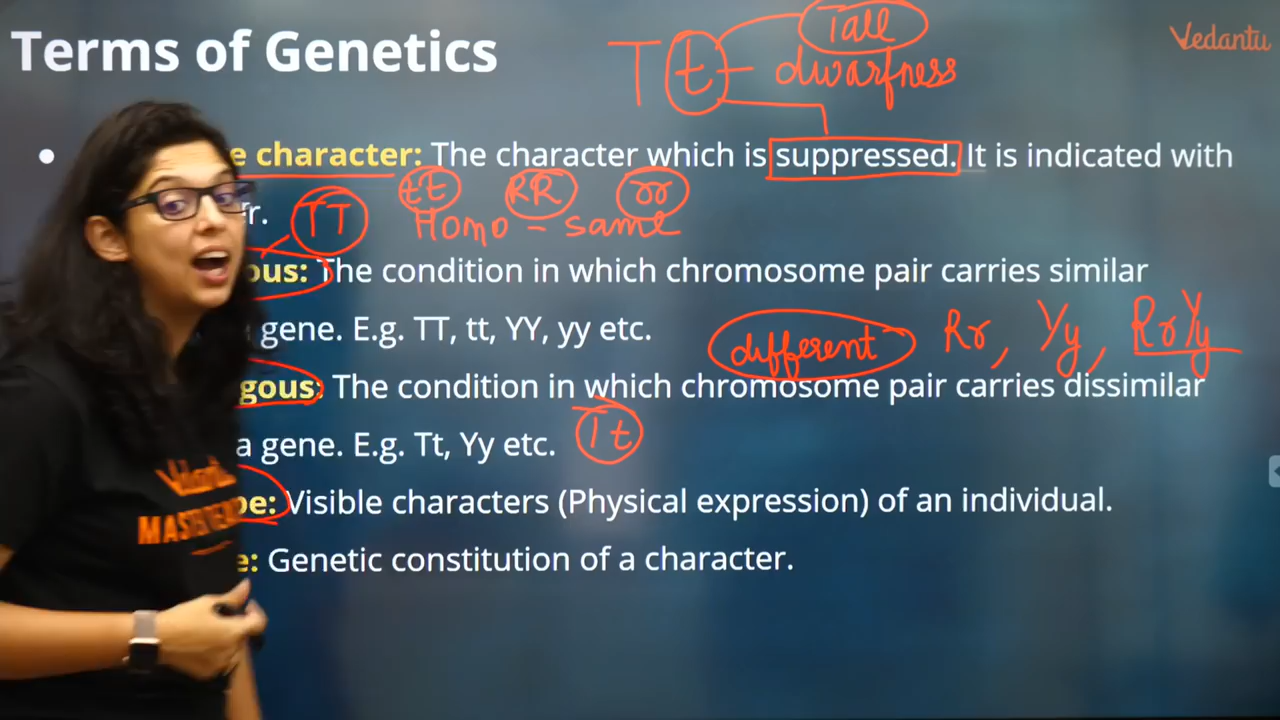 Terms of Genetics
T t - Tall
dwarfness
Vedantu
e character: The character which is suppressed. It is indicated with
r.
TT tt RR rr
Homo - same
ous: The condition in which chromosome pair carries similar
gene. E.g. TT, tt, YY, yy etc.
different Rr, Yy, RrYy
gous: The condition in which chromosome pair carries dissimilar
a gene. E.g. Tt, Yy etc. Tt
pe: Visible characters (Physical expression) of an individual.
e: Genetic constitution of a character.